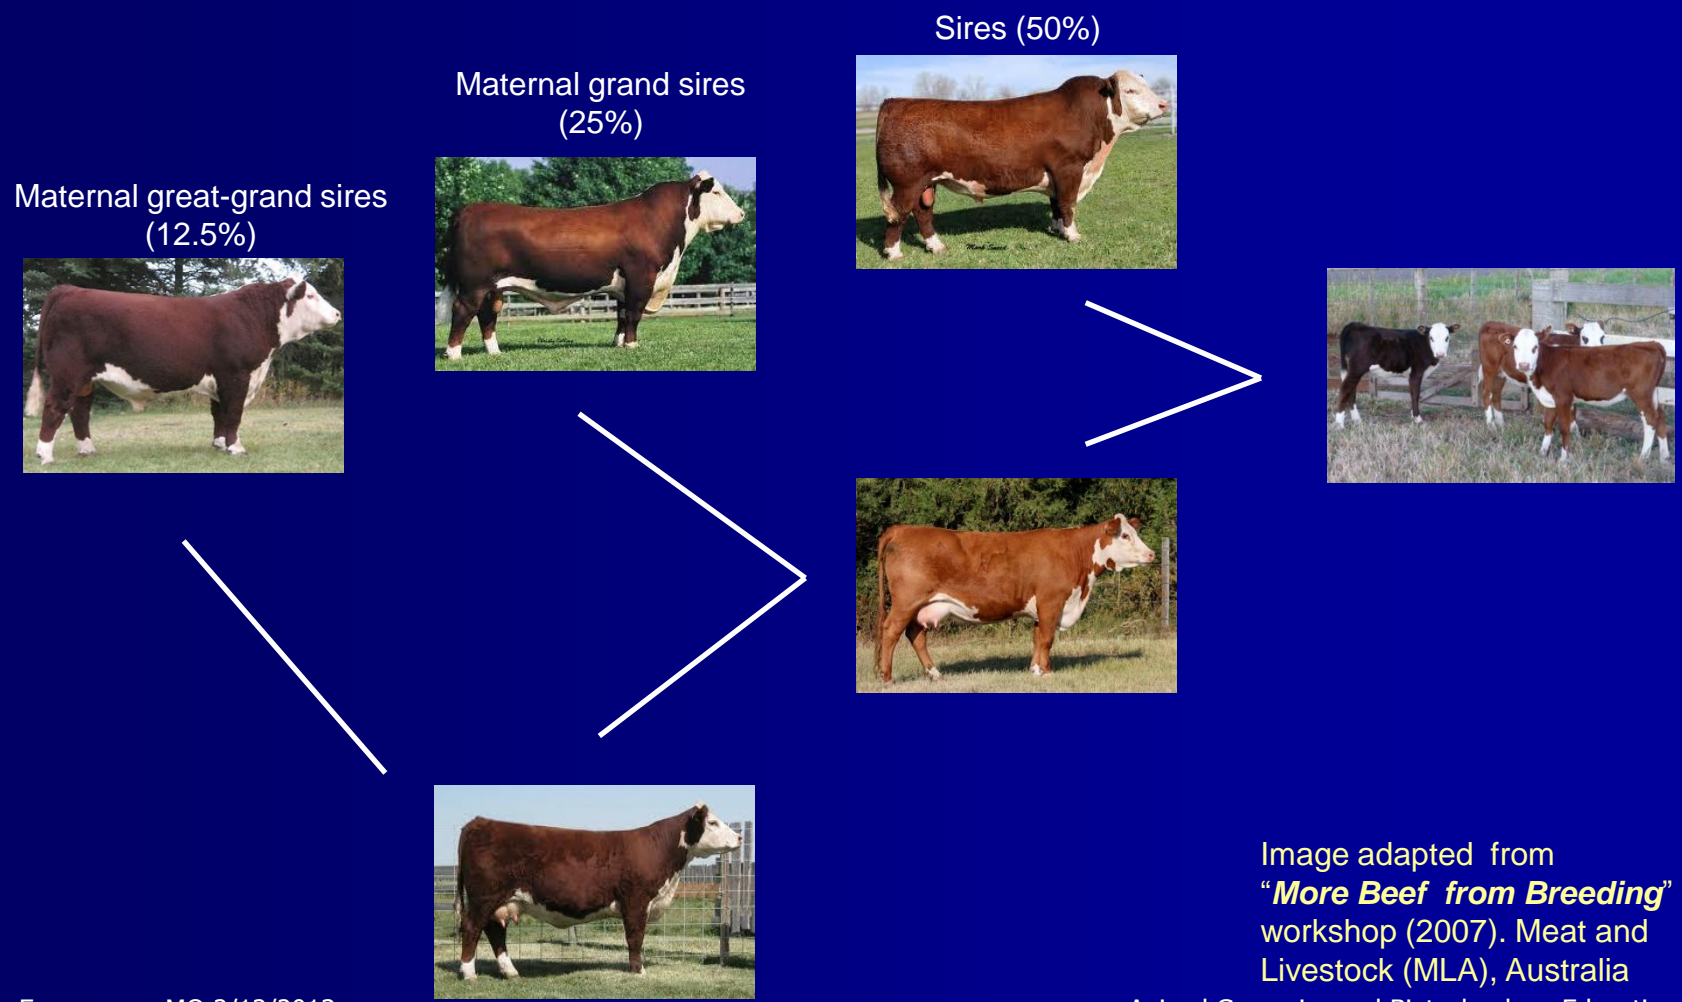 Sires (50%)
Maternal grand sires
(25%)
Maternal great-grand sires
(12.5%)
Image adapted from
“More Beef from Breeding”
workshop (2007). Meat and
Livestock (MLA), Australia